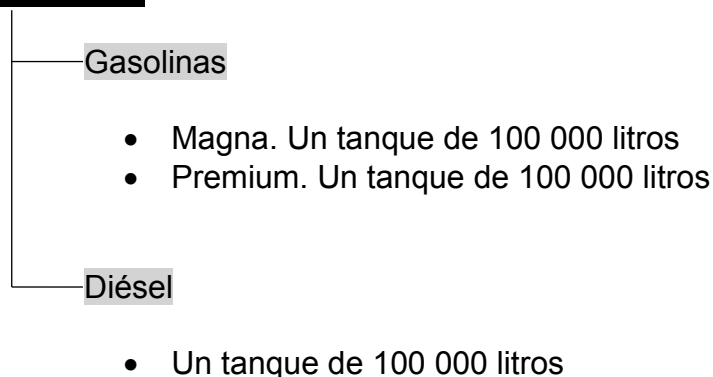 Gasolinas
• Magna. Un tanque de 100 000 litros
• Premium. Un tanque de 100 000 litros
Diésel
• Un tanque de 100 000 litros